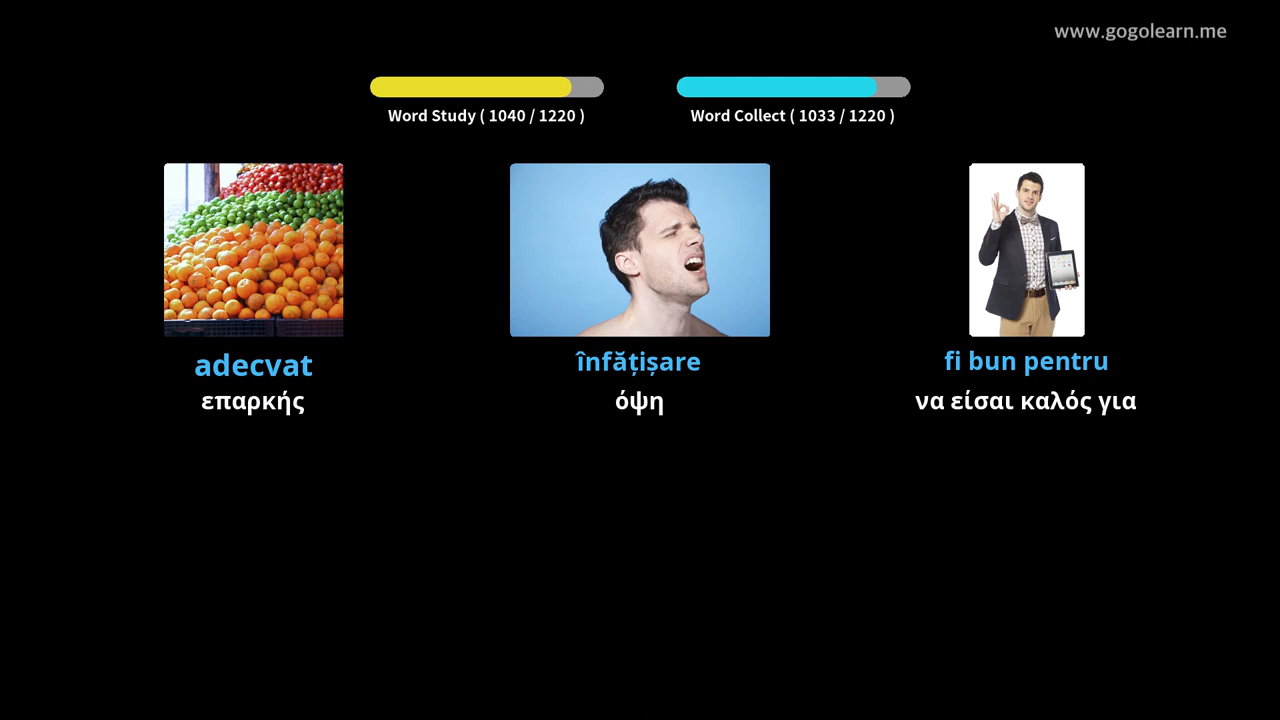 www.gogolearn.me
Word Study ( 1040 / 1220 )
Word Collect ( 1033 / 1220 )
adecvat
επαρκής
înfățișare
όψη
fi bun pentru
να είσαι καλός για